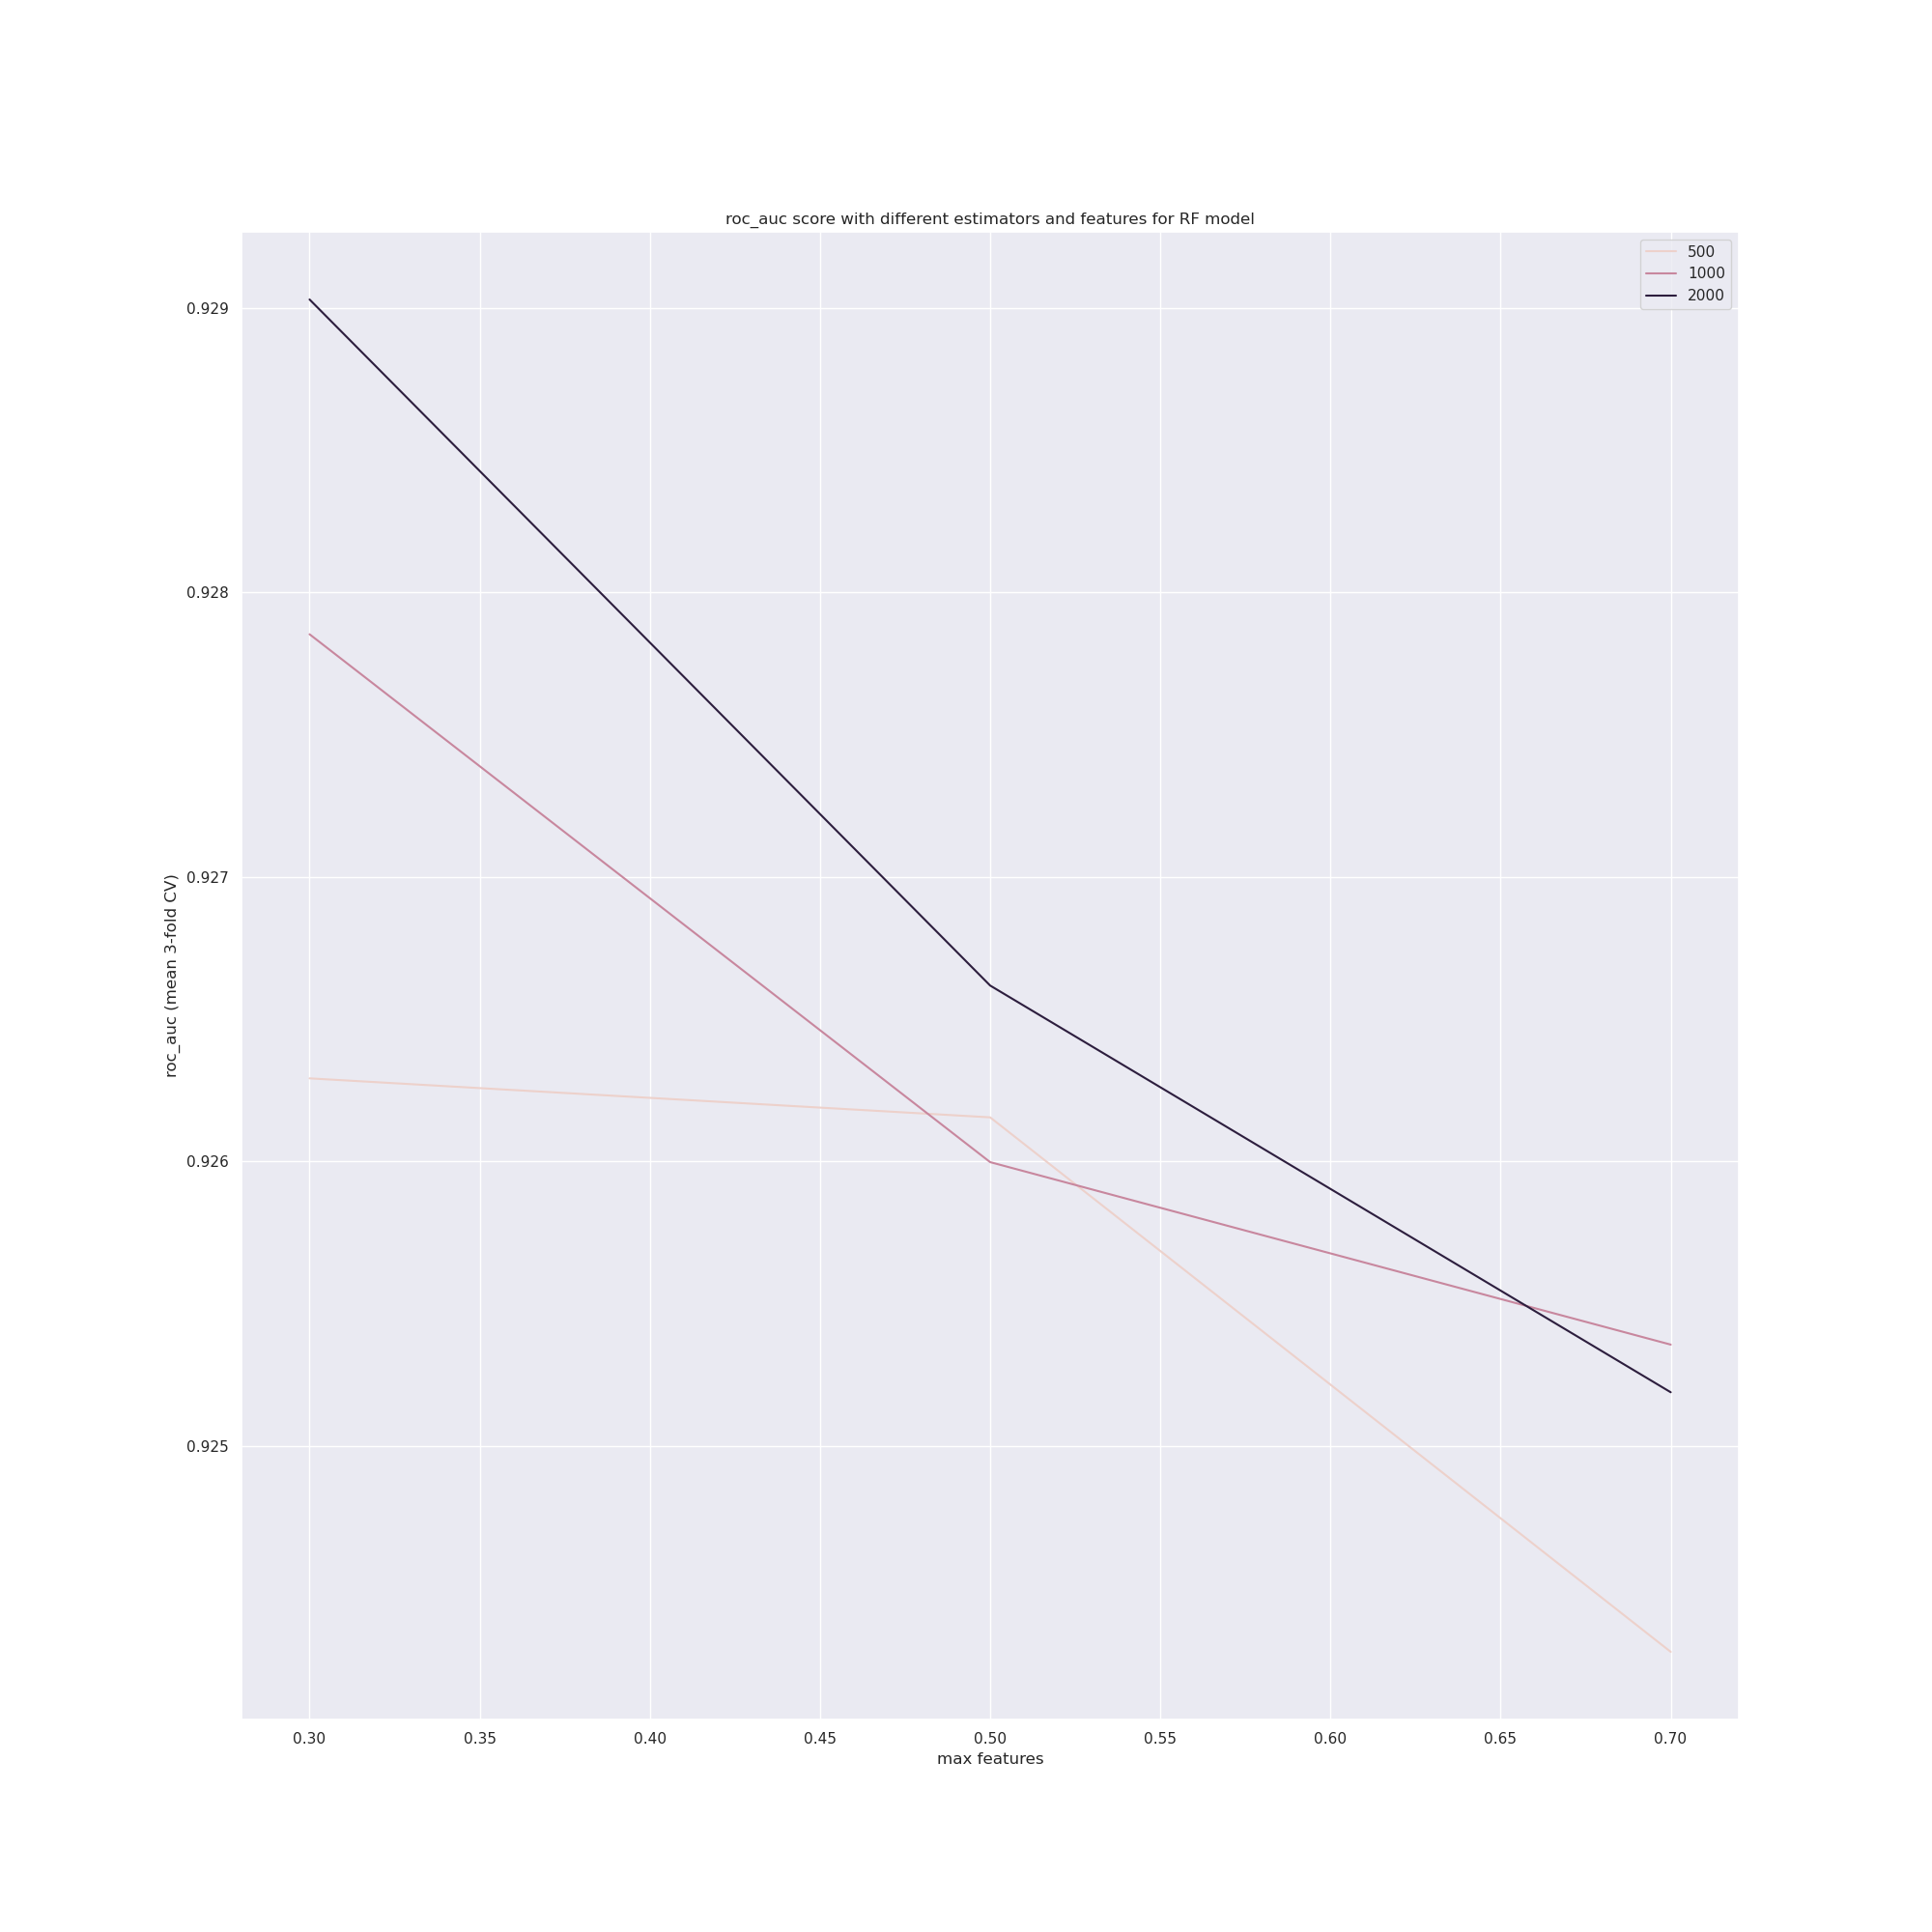 roc_auc score with different estimators and features for RF model
500
1000
2000
0.929
0.928
0.927
0.926
0.925
roc_auc (mean 3-fold CV)
0.30 0.35 0.40 0.45 0.50 0.55 0.60 0.65 0.70
max features